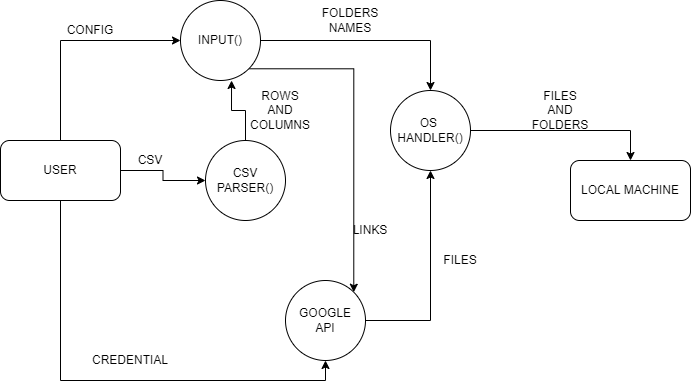 FOLDERS
NAMES
CONFIG
INPUT()
ROWS
AND
COLUMNS
FILES
AND
FOLDERS
OS
HANDLER()
CSV
USER
CSV
PARSER()
LOCAL MACHINE
LINKS
FILES
GOOGLE
API
CREDENTIAL